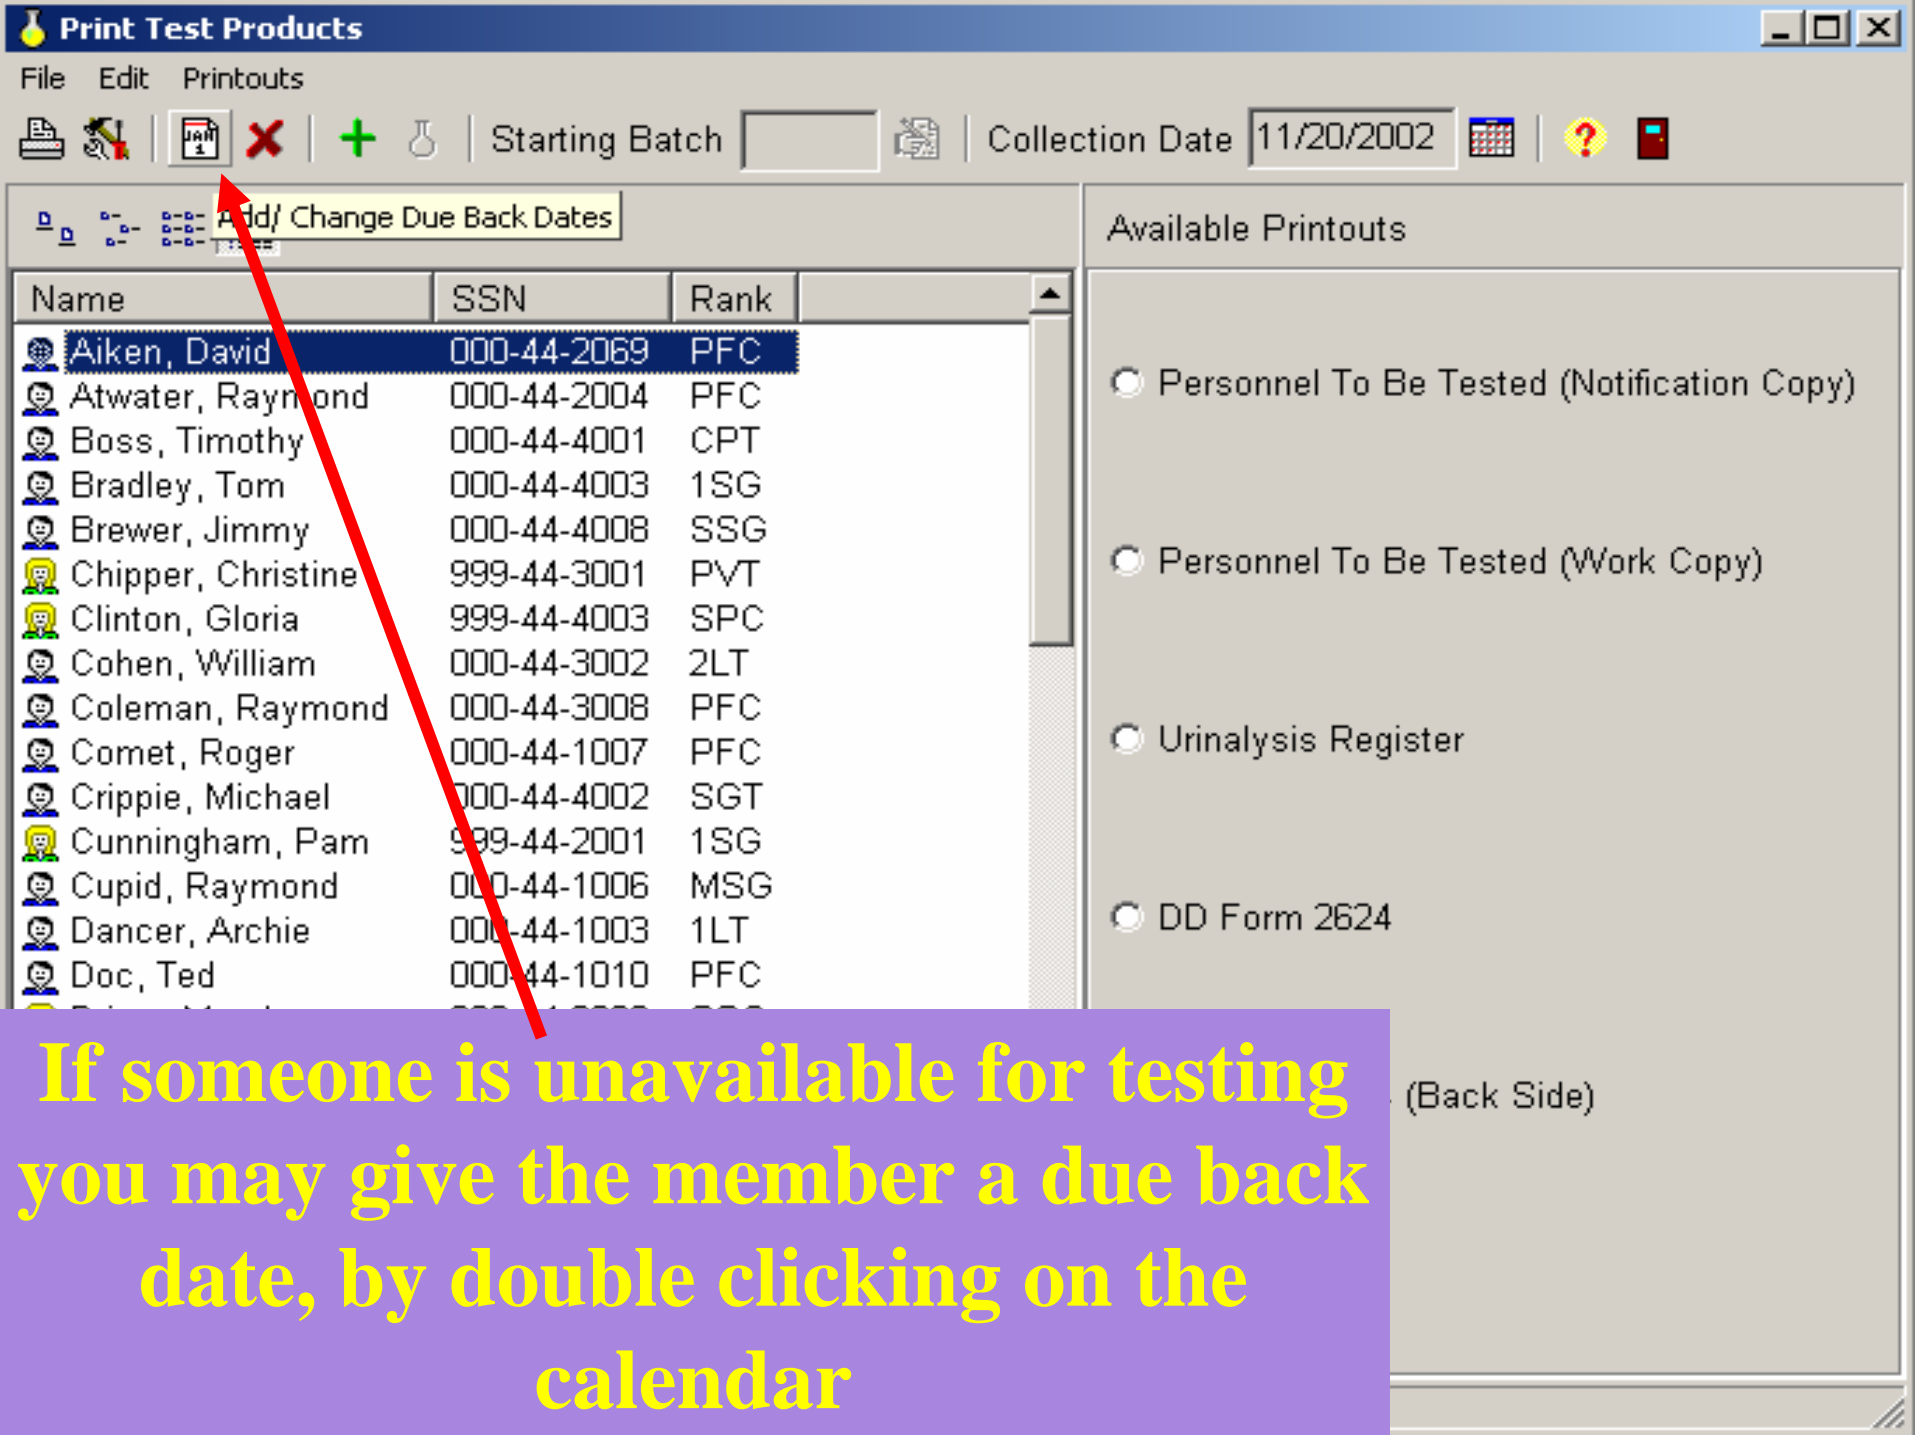 Print Test Products
File Edit Printouts
JAN
1
Starting Batch
Collection Date 11/20/2002
?
Add/ Change Due Back Dates
Available Printouts
Name SSN Rank
Aiken, David 000-44-2069 PFC
Atwater, Raymond 000-44-2004 PFC
Boss, Timothy 000-44-4001 CPT
Bradley, Tom 000-44-4003 1SG
Brewer, Jimmy 000-44-4008 SSG
Chipper, Christine 999-44-3001 PVT
Clinton, Gloria 999-44-4003 SPC
Cohen, William 000-44-3002 2LT
Coleman, Raymond 000-44-3008 PFC
Comet, Roger 000-44-1007 PFC
Crippie, Michael 000-44-4002 SGT
Cunningham, Pam 999-44-2001 1SG
Cupid, Raymond 000-44-1006 MSG
Dancer, Archie 000-44-1003 1LT
Doc, Ted 000-44-1010 PFC
Personnel To Be Tested (Notification Copy)
Personnel To Be Tested (Work Copy)
Urinalysis Register
DD Form 2624
(Back Side)
If someone is unavailable for testing
you may give the member a due back
date, by double clicking on the
calendar